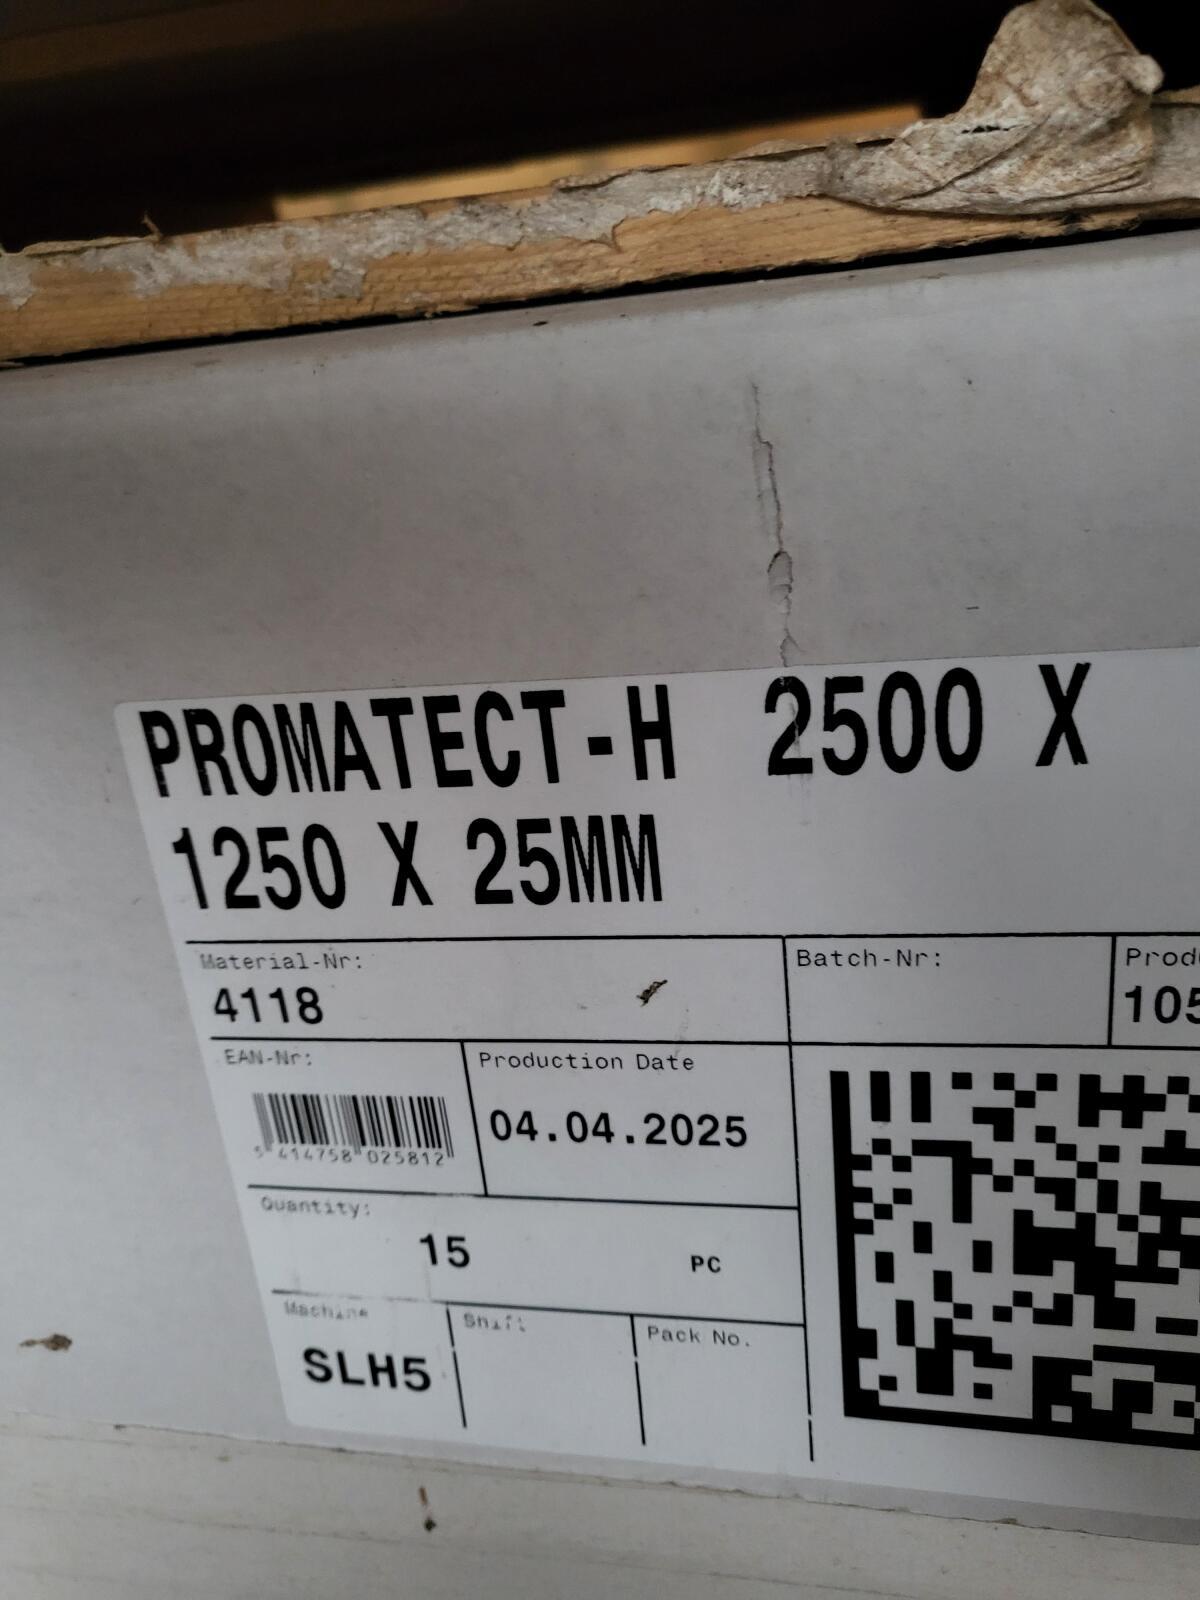 PROMATECT-H 2500 X
1250 X 25MM
Material-Nr:
4118
Batch-Nr:
Prod
105
EAN-Nr:
5 414758 025812
Production Date
04.04.2025
Quantity:
15 PC
Machine
SLH5
Shift
Pack No.